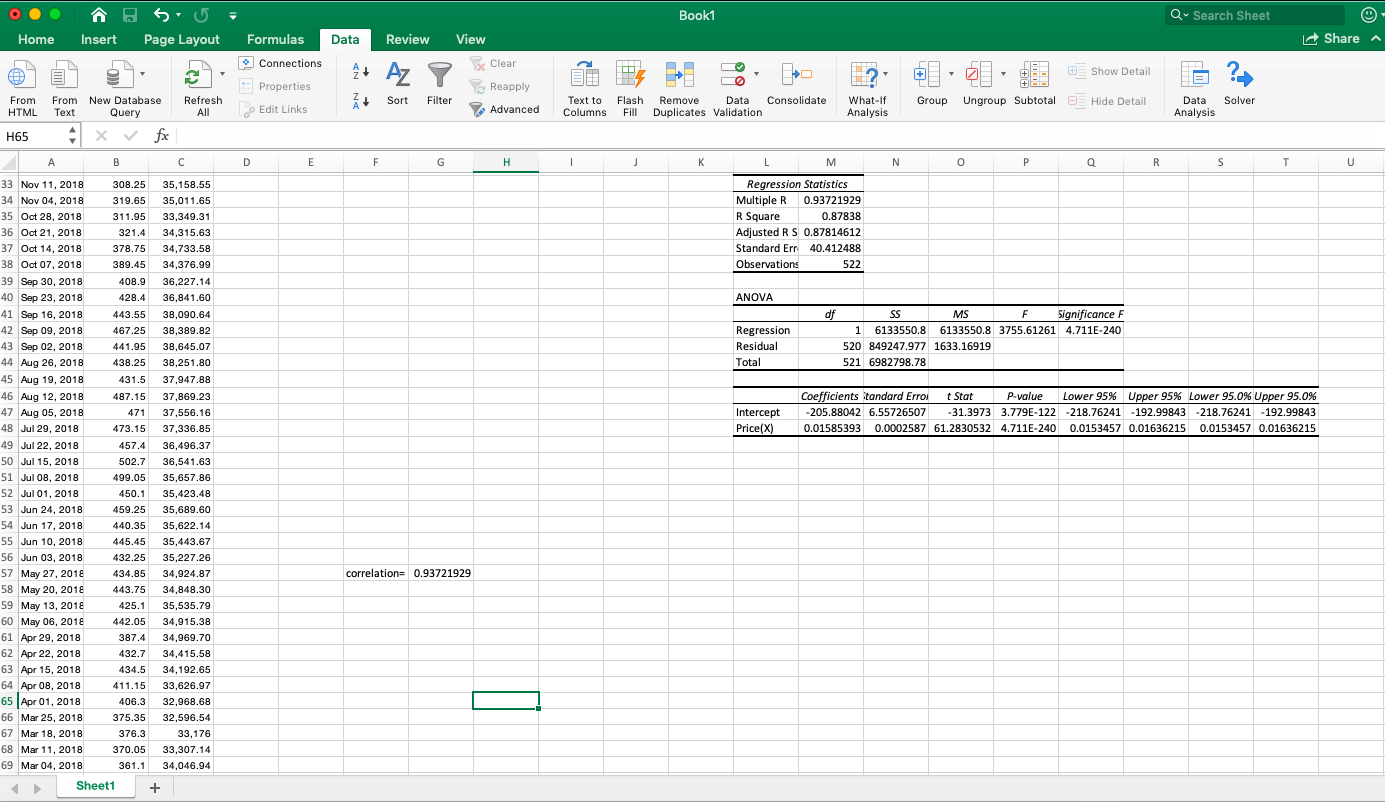 Book1
Search Sheet
Home Insert Page Layout Formulas Data Review View Share
From HTML
From Text
New Database Query
Refresh All
Connections
Properties
Edit Links
A Z
Z A
A Z
Sort
Filter
Clear
Reapply
Advanced
Text to Columns
Flash Fill
Remove Duplicates
Data Validation
Consolidate
What-If Analysis
Group
Ungroup
Subtotal
Show Detail
Hide Detail
Data Analysis
Solver
H65 fx
A B C D E F G H I J K L M N O P Q R S T U
33 Nov 11, 2018 308.25 35,158.55 Regression Statistics
34 Nov 04, 2018 319.65 35,011.65 Multiple R 0.93721929
35 Oct 28, 2018 311.95 33,349.31 R Square 0.87838
36 Oct 21, 2018 321.4 34,315.63 Adjusted R S 0.87814612
37 Oct 14, 2018 378.75 34,733.58 Standard Err 40.412488
38 Oct 07, 2018 389.45 34,376.99 Observations 522
39 Sep 30, 2018 408.9 36,227.14
40 Sep 23, 2018 428.4 36,841.60 ANOVA
41 Sep 16, 2018 443.55 38,090.64 df SS MS F Significance F
42 Sep 09, 2018 467.25 38,389.82 Regression 1 6133550.8 6133550.8 3755.61261 4.711E-240
43 Sep 02, 2018 441.95 38,645.07 Residual 520 849247.977 1633.16919
44 Aug 26, 2018 438.25 38,251.80 Total 521 6982798.78
45 Aug 19, 2018 431.5 37,947.88
46 Aug 12, 2018 487.15 37,869.23 Coefficients Standard Error t Stat P-value Lower 95% Upper 95% Lower 95.0% Upper 95.0%
47 Aug 05, 2018 471 37,556.16 Intercept -205.88042 6.55726507 -31.3973 3.779E-122 -218.76241 -192.99843 -218.76241 -192.99843
48 Jul 29, 2018 473.15 37,336.85 Price(X) 0.01585393 0.0002587 61.2830532 4.711E-240 0.0153457 0.01636215 0.0153457 0.01636215
49 Jul 22, 2018 457.4 36,496.37
50 Jul 15, 2018 502.7 36,541.63
51 Jul 08, 2018 499.05 35,657.86
52 Jul 01, 2018 450.1 35,423.48
53 Jun 24, 2018 459.25 35,689.60
54 Jun 17, 2018 440.35 35,622.14
55 Jun 10, 2018 445.45 35,443.67
56 Jun 03, 2018 432.25 35,227.26
57 May 27, 2018 434.85 34,924.87 correlation= 0.93721929
58 May 20, 2018 443.75 34,848.30
59 May 13, 2018 425.1 35,535.79
60 May 06, 2018 442.05 34,915.38
61 Apr 29, 2018 387.4 34,969.70
62 Apr 22, 2018 432.7 34,415.58
63 Apr 15, 2018 434.5 34,192.65
64 Apr 08, 2018 411.15 33,626.97
65 Apr 01, 2018 406.3 32,968.68
66 Mar 25, 2018 375.35 32,596.54
67 Mar 18, 2018 376.3 33,176
68 Mar 11, 2018 370.05 33,307.14
69 Mar 04, 2018 361.1 34,046.94
Sheet1